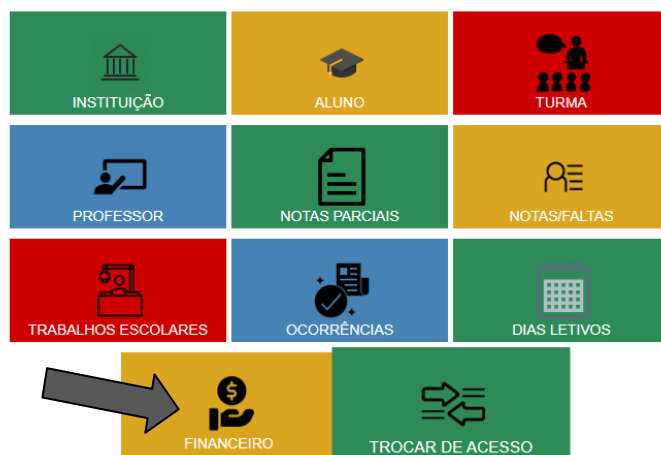 INSTITUIÇÃO
ALUNO
TURMA
PROFESSOR
NOTAS PARCIAIS
NOTAS/FALTAS
TRABALHOS ESCOLARES
OCORRÊNCIAS
DIAS LETIVOS
$
FINANCEIRO
TROCAR DE ACESSO